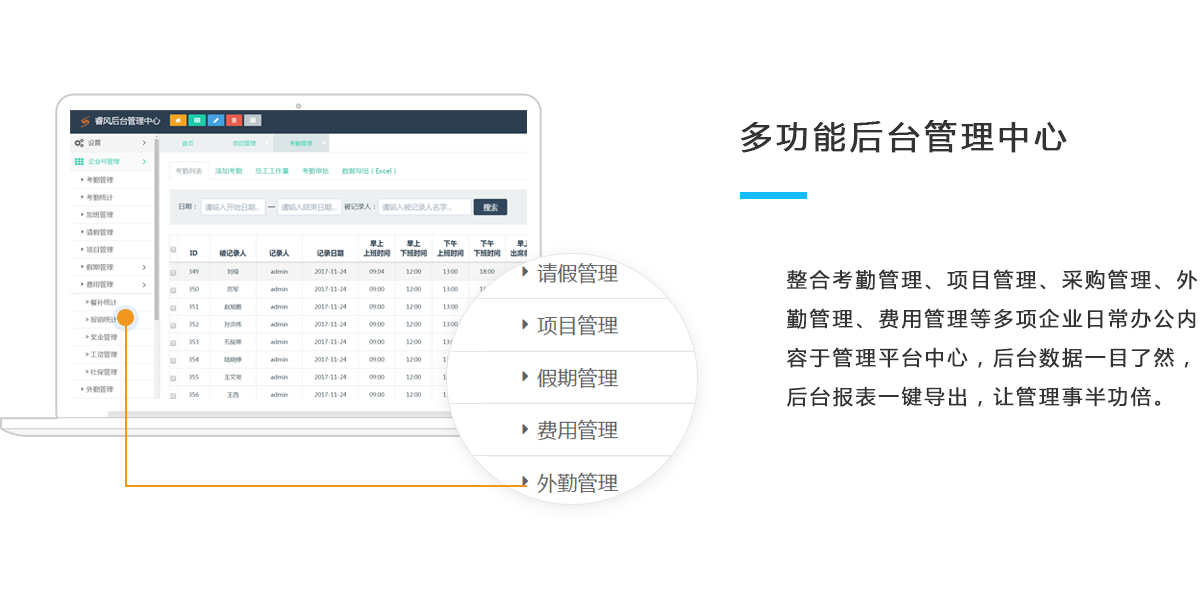 睿风后台管理中心
设置
企业号管理
考勤管理
考勤统计
加班管理
请假管理
项目管理
假期管理
费用管理
餐补统计
报销统计
奖金管理
工资管理
社保管理
外勤管理
首页 项目管理 考勤管理
考勤列表 添加考勤 员工工作量 考勤审核 数据导出（Excel）
日期： 请输入开始日期... — 请输入结束日期... 被记录人： 请输入被记录人名字... 搜索
ID 被记录人 记录人 记录日期 早上上班时间 早上下班时间 下午上班时间 下午下班时间 早上
349 刘琦 admin 2017-11-24 09:04 12:00 13:00 18:00
350 admin 2017-11-24 09:00 12:00 13:00
351 赵旭鹏 admin 2017-11-24 09:00 12:00 13:00
352 孙洪伟 admin 2017-11-24 09:00 12:00 13:00
353 admin 2017-11-24 09:00 12:00
354 陆晓婷 admin 2017-11-24 09:00 12:00
355 王文贺 admin 2017-11-24 09:00 12:00
356 王西 admin 2017-11-24 09:00 12:00
请假管理
项目管理
假期管理
费用管理
外勤管理
多功能后台管理中心
整合考勤管理、项目管理、采购管理、外
勤管理、费用管理等多项企业日常办公内
容于管理平台中心，后台数据一目了然，
后台报表一键导出，让管理事半功倍。